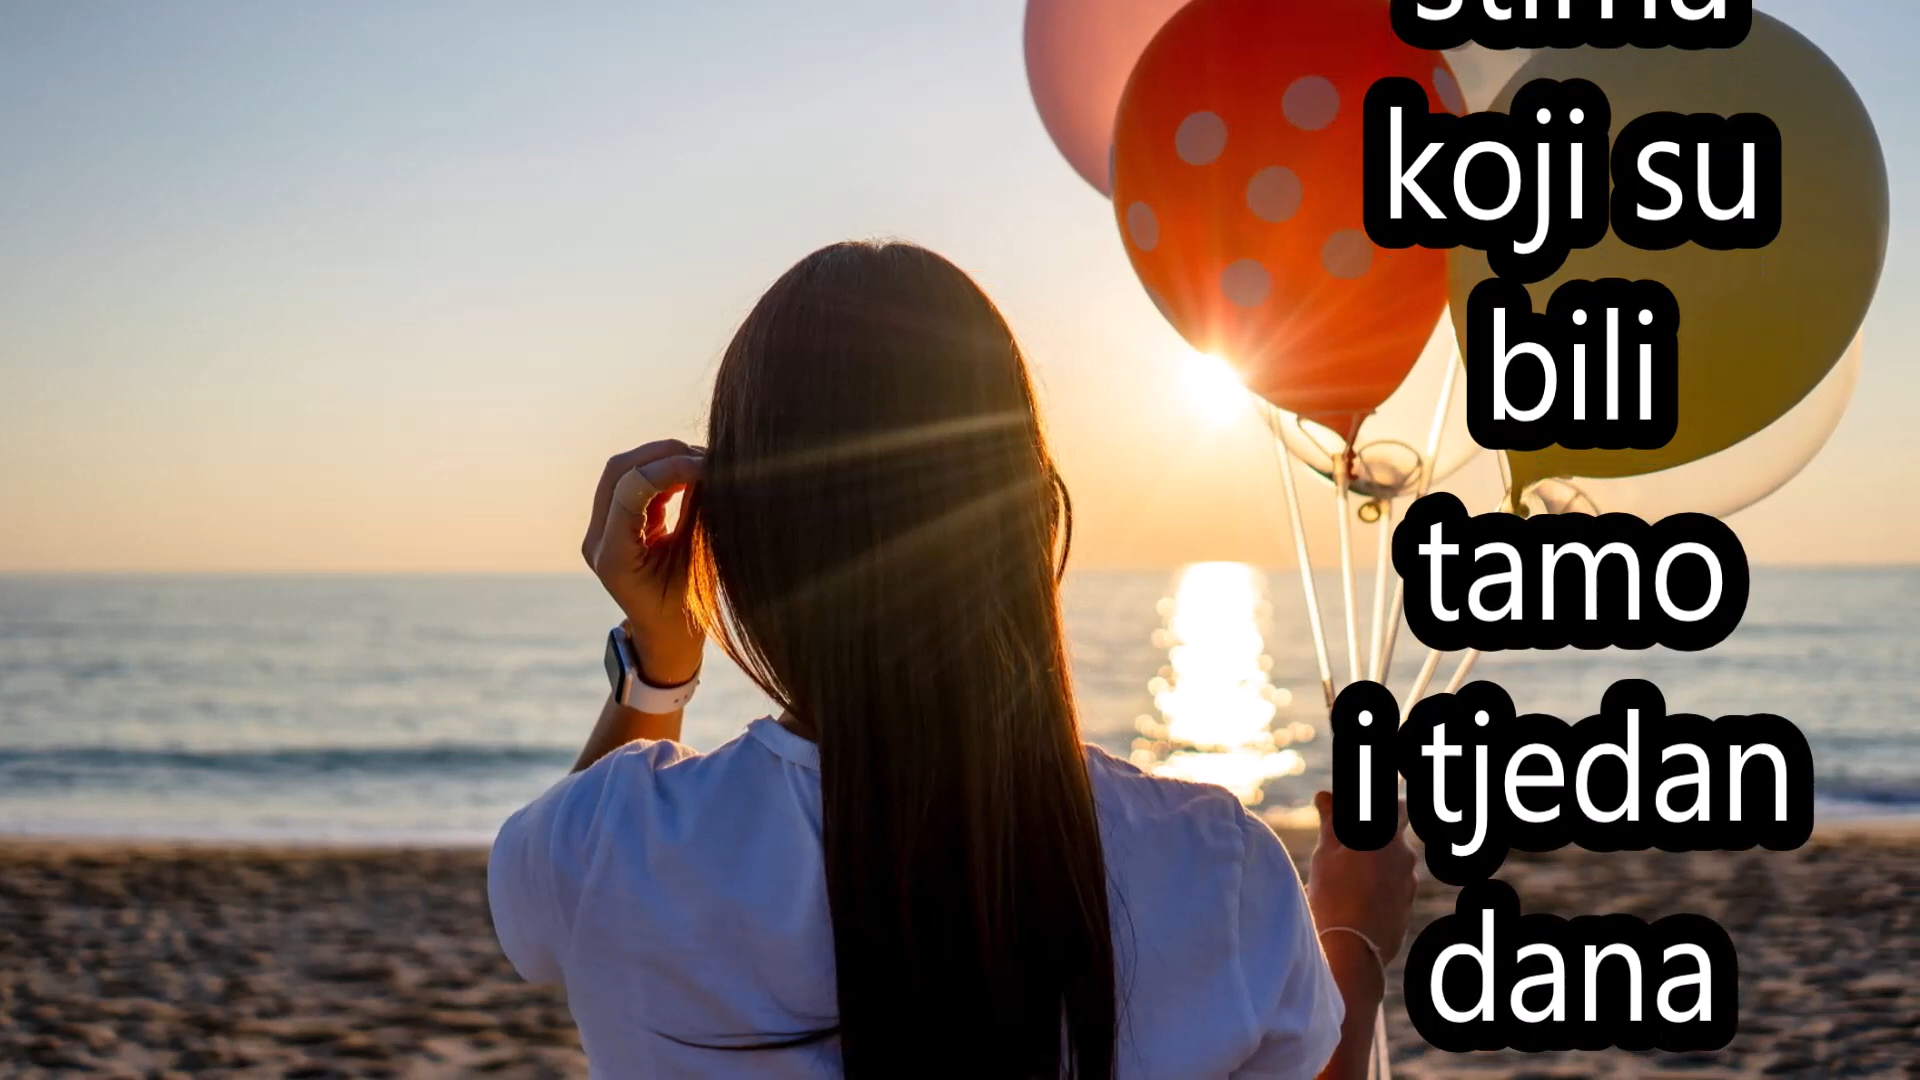 koji su
bili
tamo
i tjedan
dana